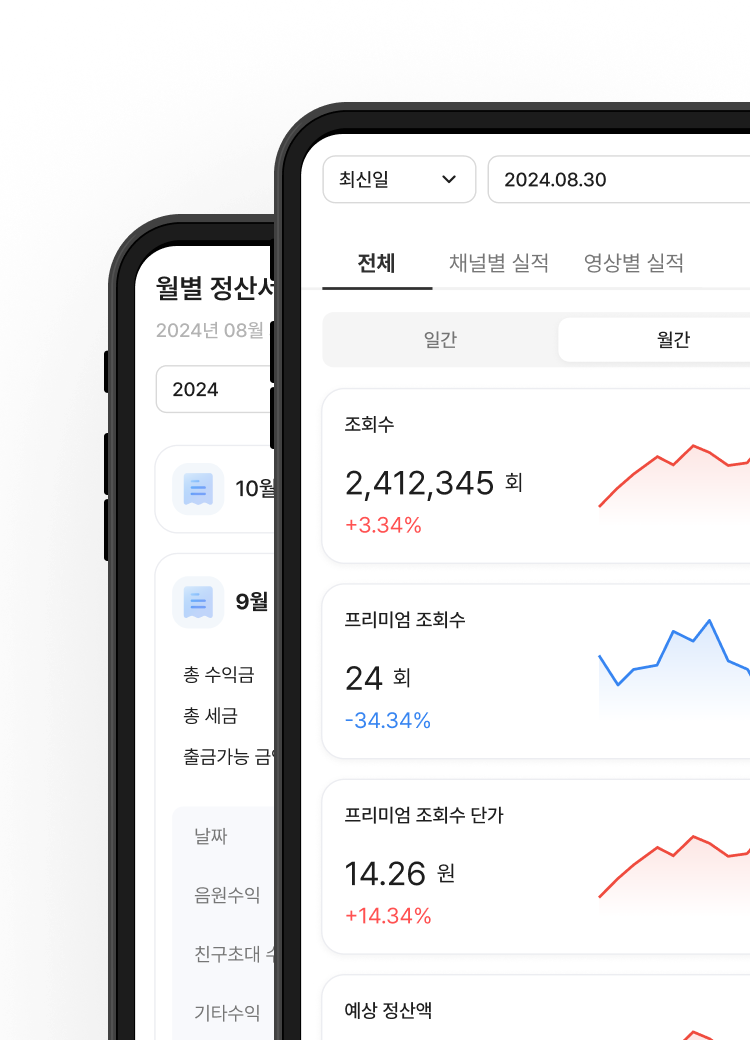 최신일
2024.08.30
전체 채널별 실적 영상별 실적
일간 월간
조회수
2,412,345 회
+3.34%
프리미엄 조회수
24 회
-34.34%
프리미엄 조회수 단가
14.26 원
+14.34%
예상 정산액
월별 정산서
2024년 08월
2024
10월
9월
총 수익금
총 세금
출금가능
날짜
음원수익
친구초대
기타수익